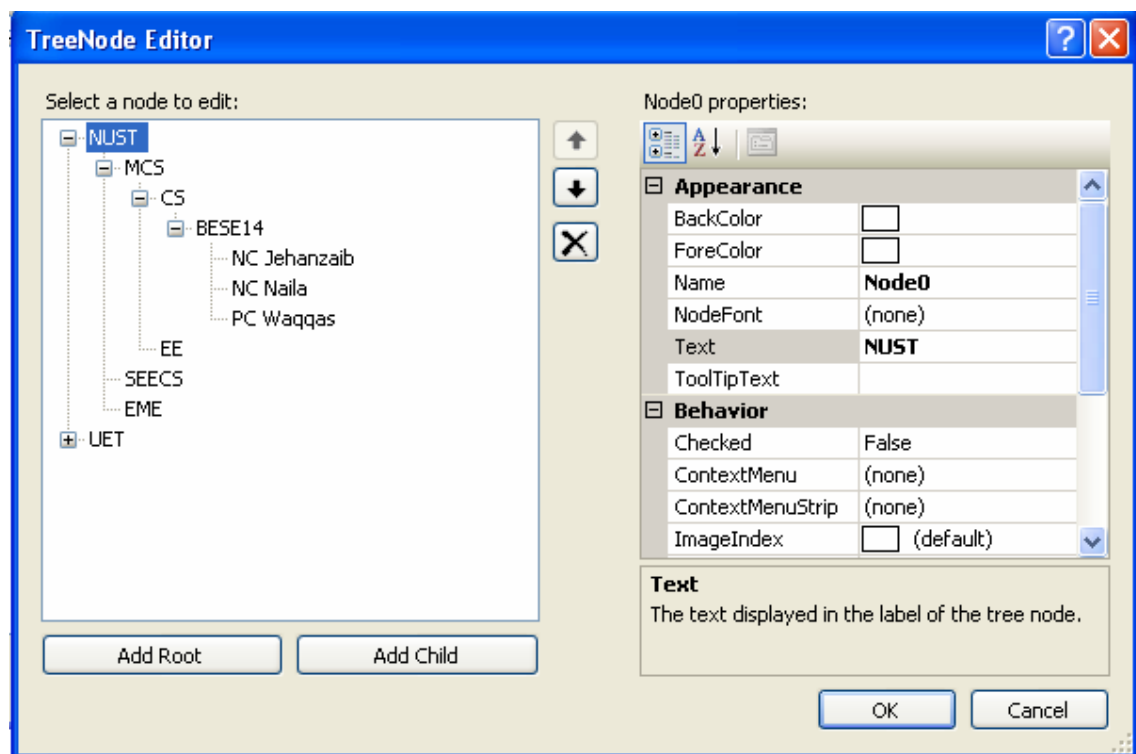 TreeNode Editor
Select a node to edit:
NUST
MCS
CS
BESE14
NC Jehanzaib
NC Naila
PC Waqqas
EE
SEECS
EME
UET
Add Root Add Child
Node0 properties:
Appearance
BackColor
ForeColor
Name Node0
NodeFont (none)
Text NUST
ToolTipText
Behavior
Checked False
ContextMenu (none)
ContextMenuStrip (none)
ImageIndex (default)
Text
The text displayed in the label of the tree node.
OK Cancel